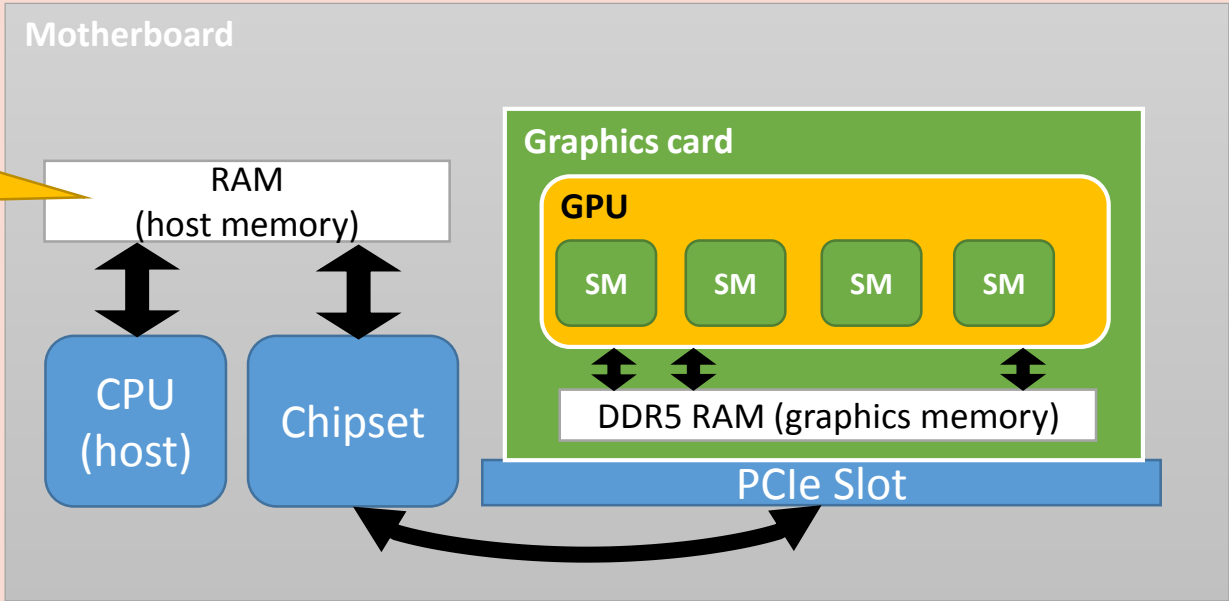 Motherboard
RAM
(host memory)
CPU
(host)
Chipset
Graphics card
GPU
SM
SM
SM
SM
DDR5 RAM (graphics memory)
PCIe Slot